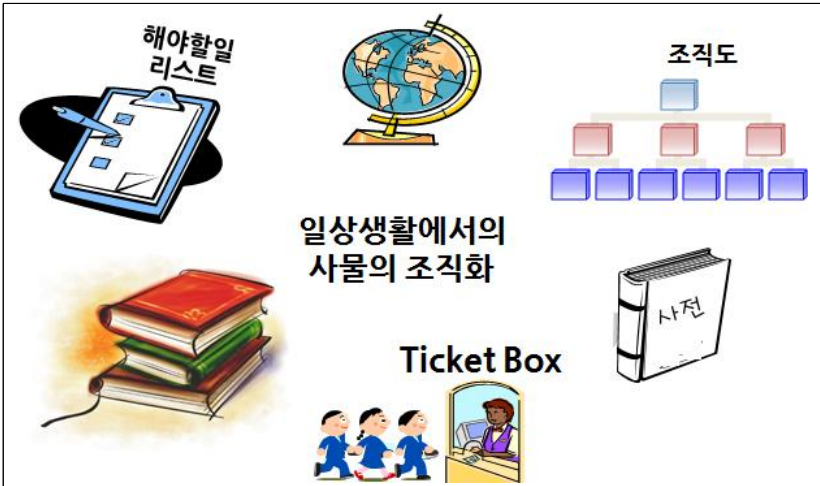 해야할일
리스트
조직도
일상생활에서의
사물의 조직화
사전
Ticket Box